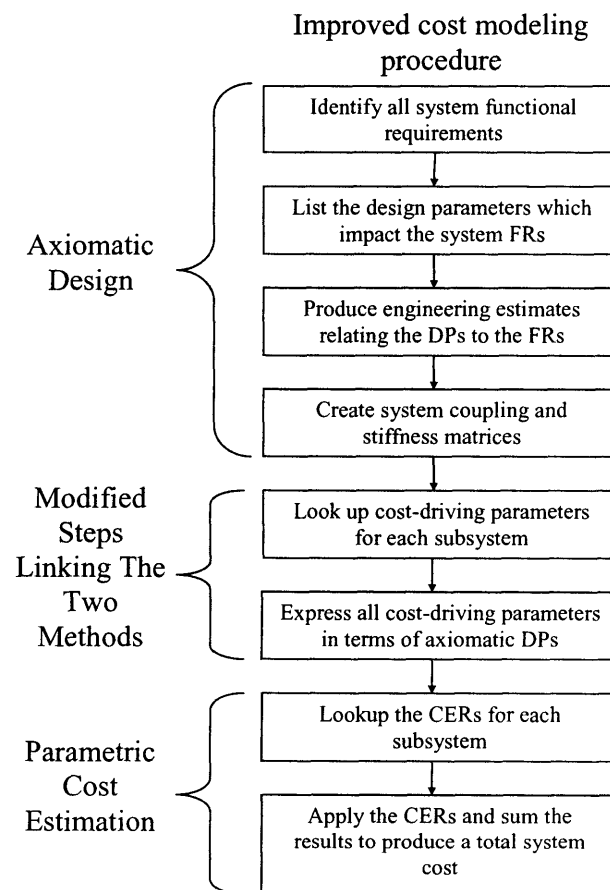 Improved cost modeling
procedure
Identify all system functional
requirements
List the design parameters which
impact the system FRs
Axiomatic
Design
Produce engineering estimates
relating the DPs to the FRs
Create system coupling and
stiffness matrices
Modified
Steps
Linking The
Two
Methods
Look up cost-driving parameters
for each subsystem
Express all cost-driving parameters
in terms of axiomatic DPs
Lookup the CERs for each
subsystem
Parametric
Cost
Estimation
Apply the CERs and sum the
results to produce a total system
cost